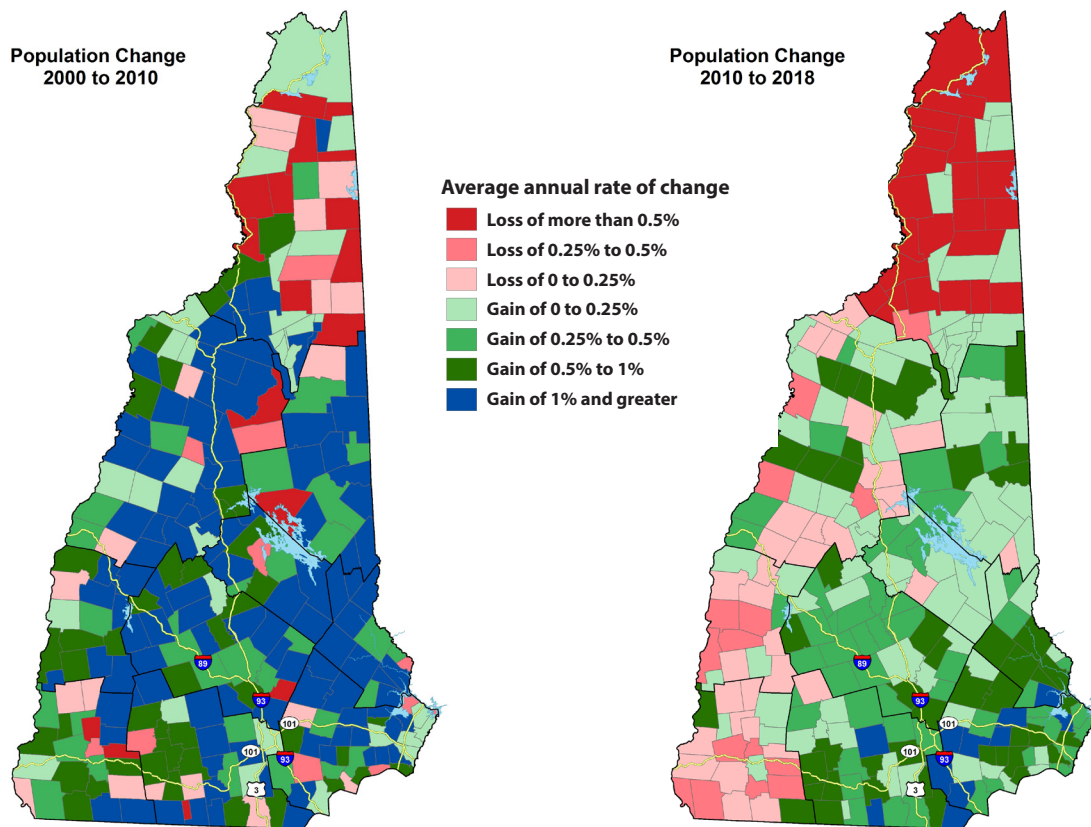 Population Change
2000 to 2010
Population Change
2010 to 2018
Average annual rate of change
Loss of more than 0.5%
Loss of 0.25% to 0.5%
Loss of 0 to 0.25%
Gain of 0 to 0.25%
Gain of 0.25% to 0.5%
Gain of 0.5% to 1%
Gain of 1% and greater
89
93
101
101
93
3
89
93
101
93
3